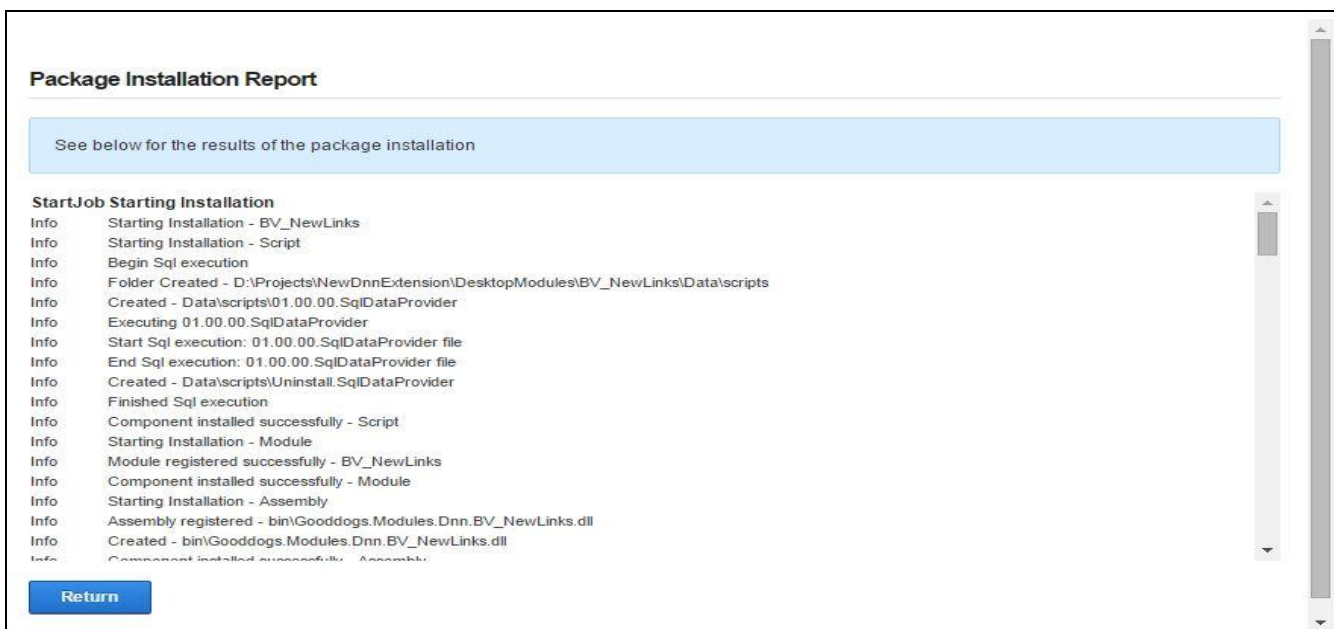 Package Installation Report
See below for the results of the package installation
StartJob Starting Installation
Info Starting Installation - BV_NewLinks
Info Starting Installation - Script
Info Begin Sql execution
Info Folder Created - D:\Projects\NewDnnExtension\DesktopModules\BV_NewLinks\Data\scripts
Info Created - Data\scripts\01.00.00.SqlDataProvider
Info Executing 01.00.00.SqlDataProvider
Info Start Sql execution: 01.00.00.SqlDataProvider file
Info End Sql execution: 01.00.00.SqlDataProvider file
Info Created - Data\scripts\Uninstall.SqlDataProvider
Info Finished Sql execution
Info Component installed successfully - Script
Info Starting Installation - Module
Info Module registered successfully - BV_NewLinks
Info Component installed successfully - Module
Info Starting Installation - Assembly
Info Assembly registered - bin\Gooddogs.Modules.Dnn.BV_NewLinks.dll
Info Created - bin\Gooddogs.Modules.Dnn.BV_NewLinks.dll
Info Component installed successfully - Assembly
Return